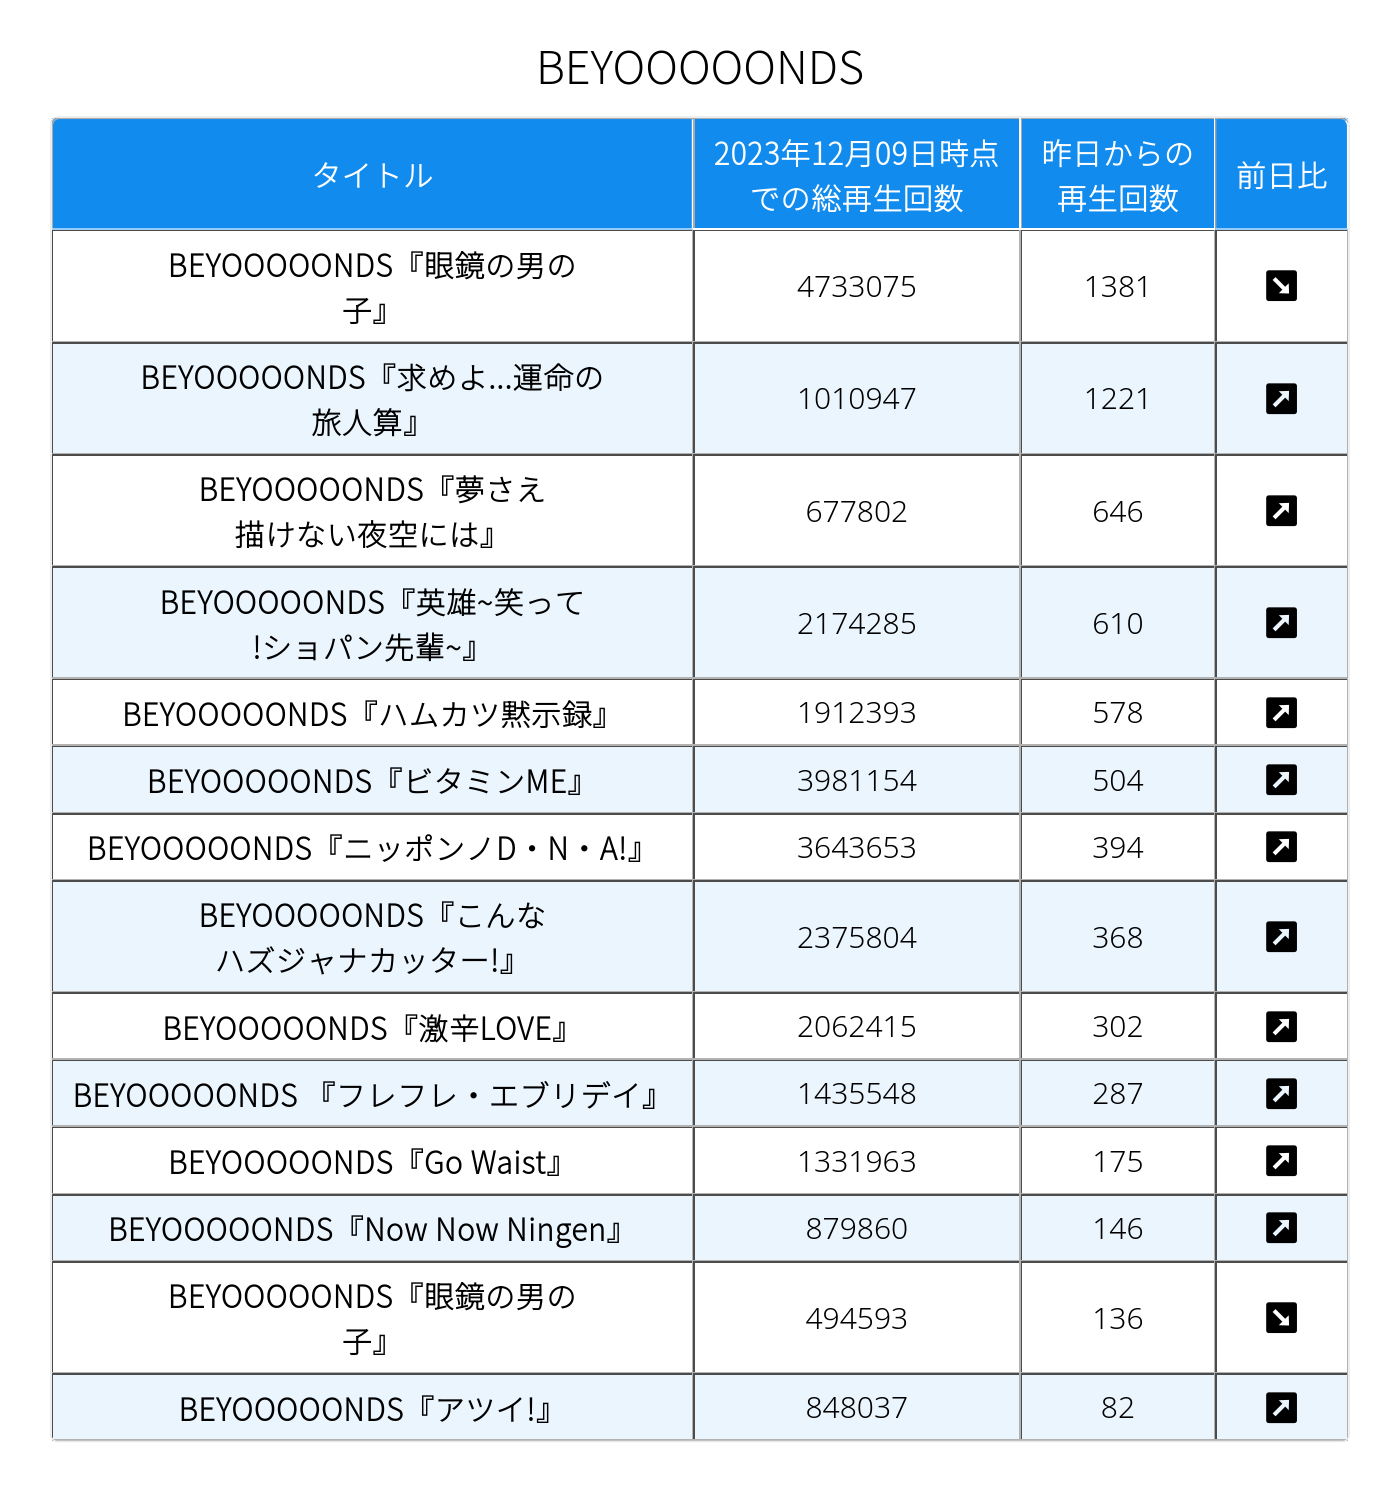 BEYOOOOONDS
タイトル
2023年12月09日時点
での総再生回数
昨日からの
再生回数
前日比
BEYOOOOONDS『眼鏡の男の
子』
4733075
1381
BEYOOOOONDS『求めよ...運命の
旅人算』
1010947
1221
BEYOOOOONDS『夢さえ
描けない夜空には』
677802
646
BEYOOOOONDS『英雄~笑って
!ショパン先輩~』
2174285
610
BEYOOOOONDS『ハムカツ黙示録』
1912393
578
BEYOOOOONDS『ビタミンME』
3981154
504
BEYOOOOONDS『ニッポンノD・N・A!』
3643653
394
BEYOOOOONDS『こんな
ハズジャナカッター!』
2375804
368
BEYOOOOONDS『激辛LOVE』
2062415
302
BEYOOOOONDS 『フレフレ・エブリデイ』
1435548
287
BEYOOOOONDS『Go Waist』
1331963
175
BEYOOOOONDS『Now Now Ningen』
879860
146
BEYOOOOONDS『眼鏡の男の
子』
494593
136
BEYOOOOONDS『アツイ!』
848037
82